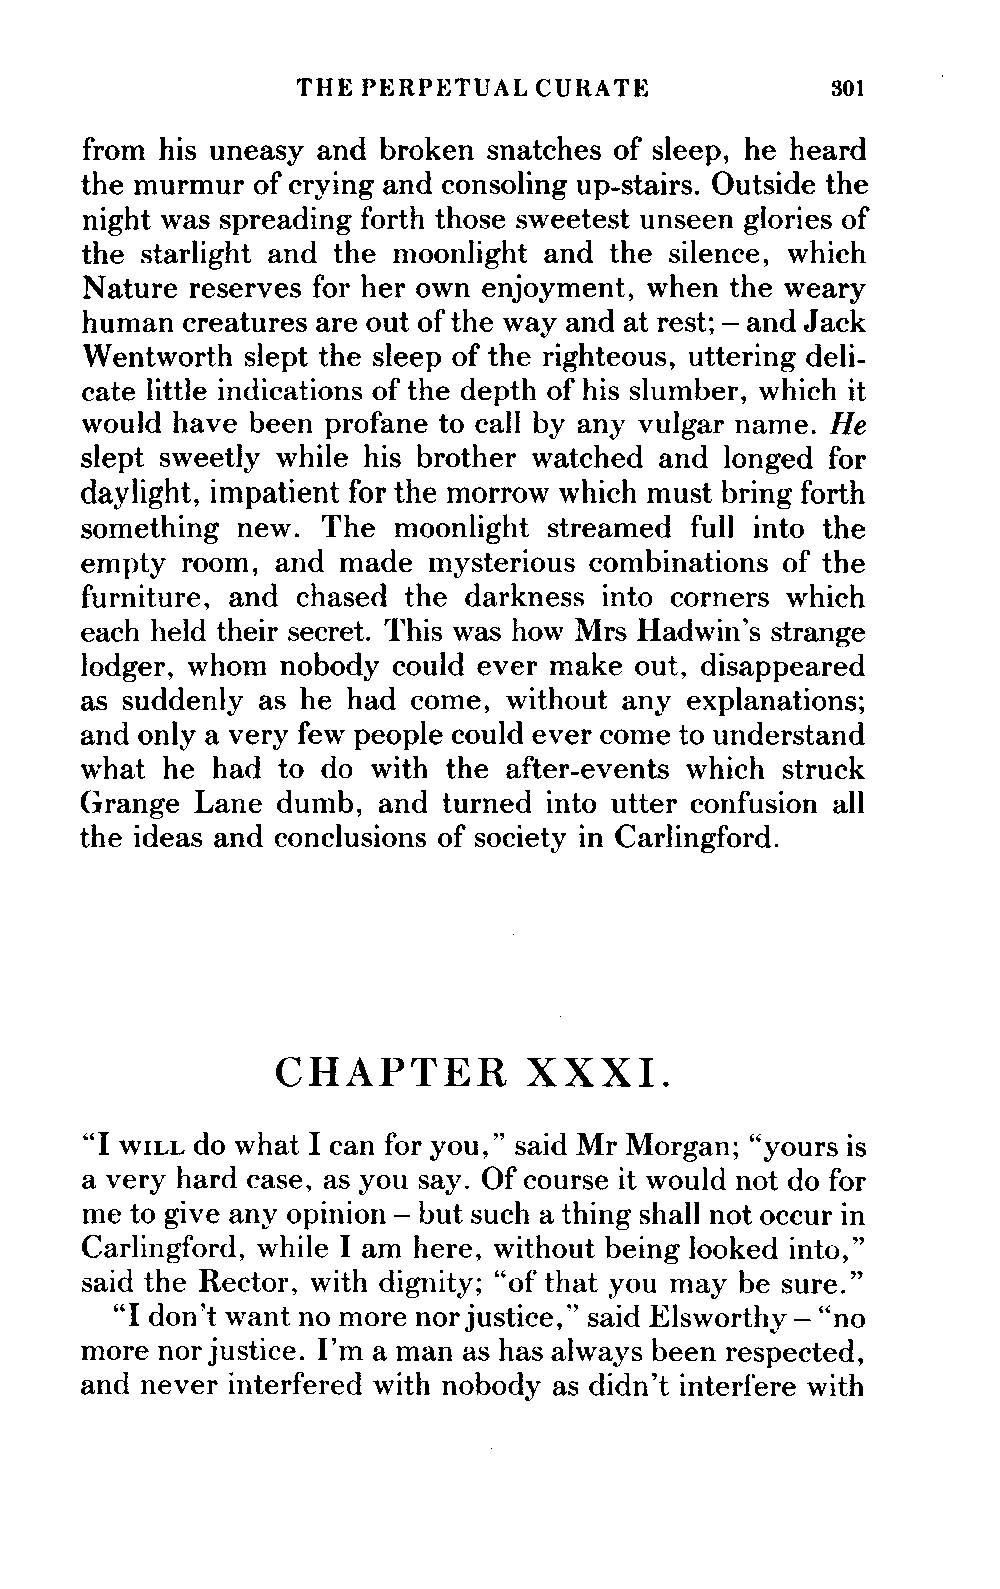 THE PERPETUAL CURATE 301
from his uneasy and broken snatches of sleep, he heard
the murmur of crying and consoling up-stairs. Outside the
night was spreading forth those sweetest unseen glories of
the starlight and the moonlight and the silence, which
Nature reserves for her own enjoyment, when the weary
human creatures are out of the way and at rest; – and Jack
Wentworth slept the sleep of the righteous, uttering deli-
cate little indications of the depth of his slumber, which it
would have been profane to call by any vulgar name. He
slept sweetly while his brother watched and longed for
daylight, impatient for the morrow which must bring forth
something new. The moonlight streamed full into the
empty room, and made mysterious combinations of the
furniture, and chased the darkness into corners which
each held their secret. This was how Mrs Hadwin's strange
lodger, whom nobody could ever make out, disappeared
as suddenly as he had come, without any explanations;
and only a very few people could ever come to understand
what he had to do with the after-events which struck
Grange Lane dumb, and turned into utter confusion all
the ideas and conclusions of society in Carlingford.
CHAPTER XXXI.
“I WILL do what I can for you,” said Mr Morgan; “yours is
a very hard case, as you say. Of course it would not do for
me to give any opinion – but such a thing shall not occur in
Carlingford, while I am here, without being looked into,”
said the Rector, with dignity; “of that you may be sure.”
“I don't want no more nor justice,” said Elsworthy – “no
more nor justice. I'm a man as has always been respected,
and never interfered with nobody as didn't interfere with